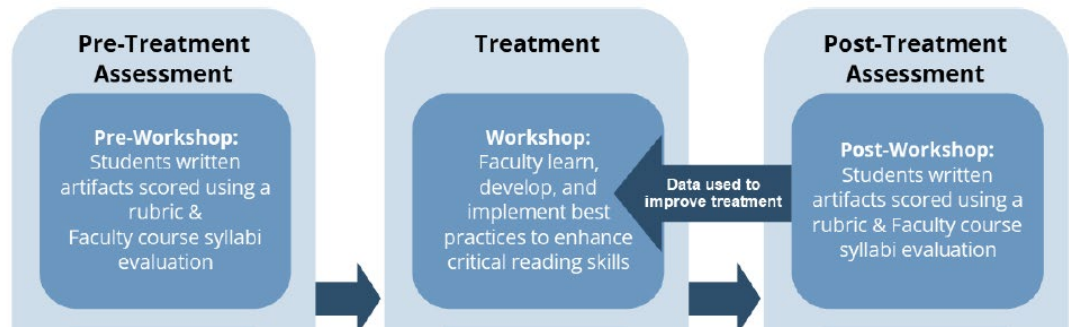 Pre-Treatment
Assessment
Pre-Workshop:
Students written
artifacts scored using a
rubric &
Faculty course syllabi
evaluation
Treatment
Workshop:
Faculty learn,
develop, and
implement best
practices to enhance
critical reading skills
Data used to
improve treatment
Post-Treatment
Assessment
Post-Workshop:
Students written
artifacts scored using a
rubric & Faculty course
syllabi evaluation